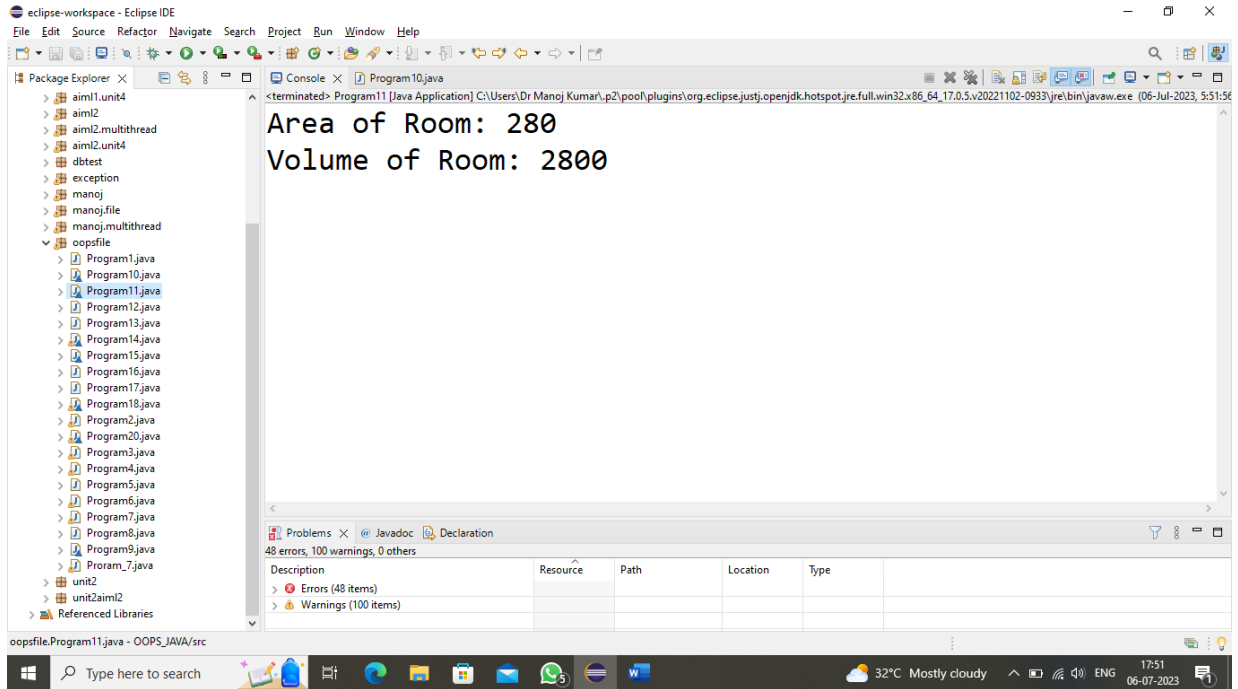 eclipse-workspace - Eclipse IDE
File Edit Source Refactor Navigate Search Project Run Window Help
Package Explorer
Console Program10.java
<terminated> Program11 [Java Application] C:\Users\Dr Manoj Kumar\.p2\pool\plugins\org.eclipse.justj.openjdk.hotspot.jre.full.win32.x86_64_17.0.5.v20221102-0933\jre\bin\javaw.exe (06-Jul-2023, 5:51:56
Area of Room: 280
Volume of Room: 2800
aiml1.unit4
aiml2
aiml2.multithread
aiml2.unit4
dbtest
exception
manoj
manoj.file
manoj.multithread
oopsfile
Program1.java
Program10.java
Program11.java
Program12.java
Program13.java
Program14.java
Program15.java
Program16.java
Program17.java
Program18.java
Program2.java
Program20.java
Program3.java
Program4.java
Program5.java
Program6.java
Program7.java
Program8.java
Program9.java
Proram_7.java
unit2
unit2aiml2
Referenced Libraries
Problems @ Javadoc Declaration
48 errors, 100 warnings, 0 others
Description Resource Path Location Type
Errors (48 items)
Warnings (100 items)
oopsfile.Program11.java - OOPS_JAVA/src
Type here to search
5
W
32°C Mostly cloudy
ENG
17:51
06-07-2023
1